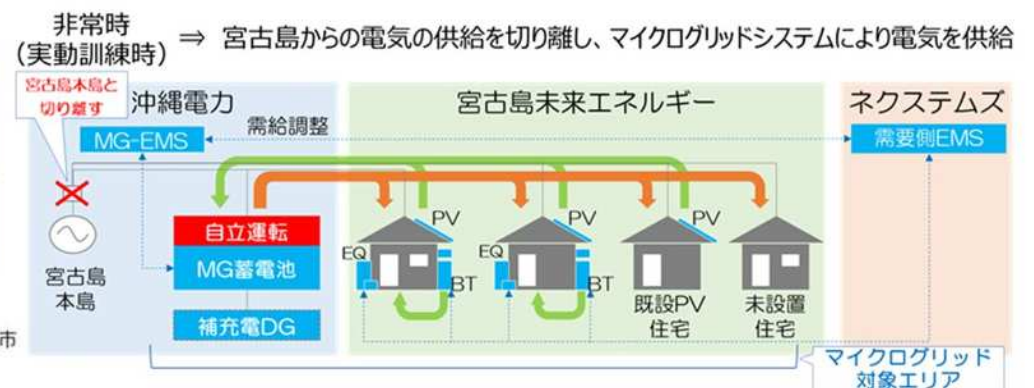 非常時
(実動訓練時)
⇒ 宮古島からの電気の供給を切り離し、マイクログリッドシステムにより電気を供給
宮古島本島と
切り離す
沖縄電力
宮古島未来エネルギー
ネクステムズ
MG-EMS
需給調整
需要側EMS
自立運転
MG蓄電池
補充電DG
宮古島
本島
PV
EQ
BT
PV
EQ
BT
PV
既設PV
住宅
未設置
住宅
市
マイクログリッド
対象エリア